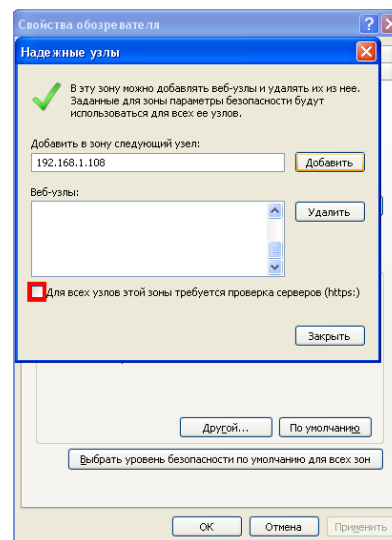 Свойства обозревателя
Надежные узлы
В эту зону можно добавлять веб-узлы и удалять их из нее.
Заданные для зоны параметры безопасности будут
использоваться для всех ее узлов.
Добавить в зону следующий узел:
192.168.1.108
Добавить
Веб-узлы:
Удалить
Для всех узлов этой зоны требуется проверка серверов (https:)
Закрыть
Другой...
По умолчанию
Выбрать уровень безопасности по умолчанию для всех зон
ОК
Отмена
Применить